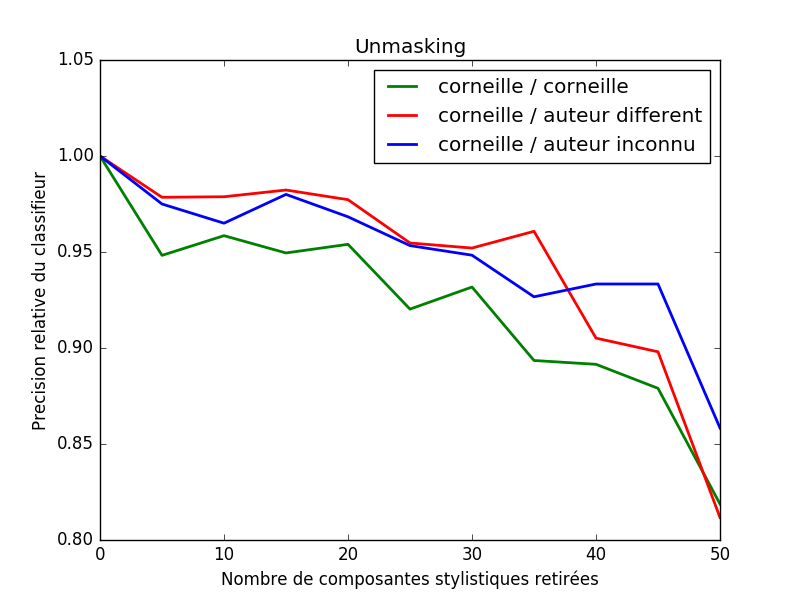 Unmasking
corneille / corneille
corneille / auteur different
corneille / auteur inconnu
Precision relative du classifieur
1.05
1.00
0.95
0.90
0.85
0.80
0 10 20 30 40 50
Nombre de composantes stylistiques retirées